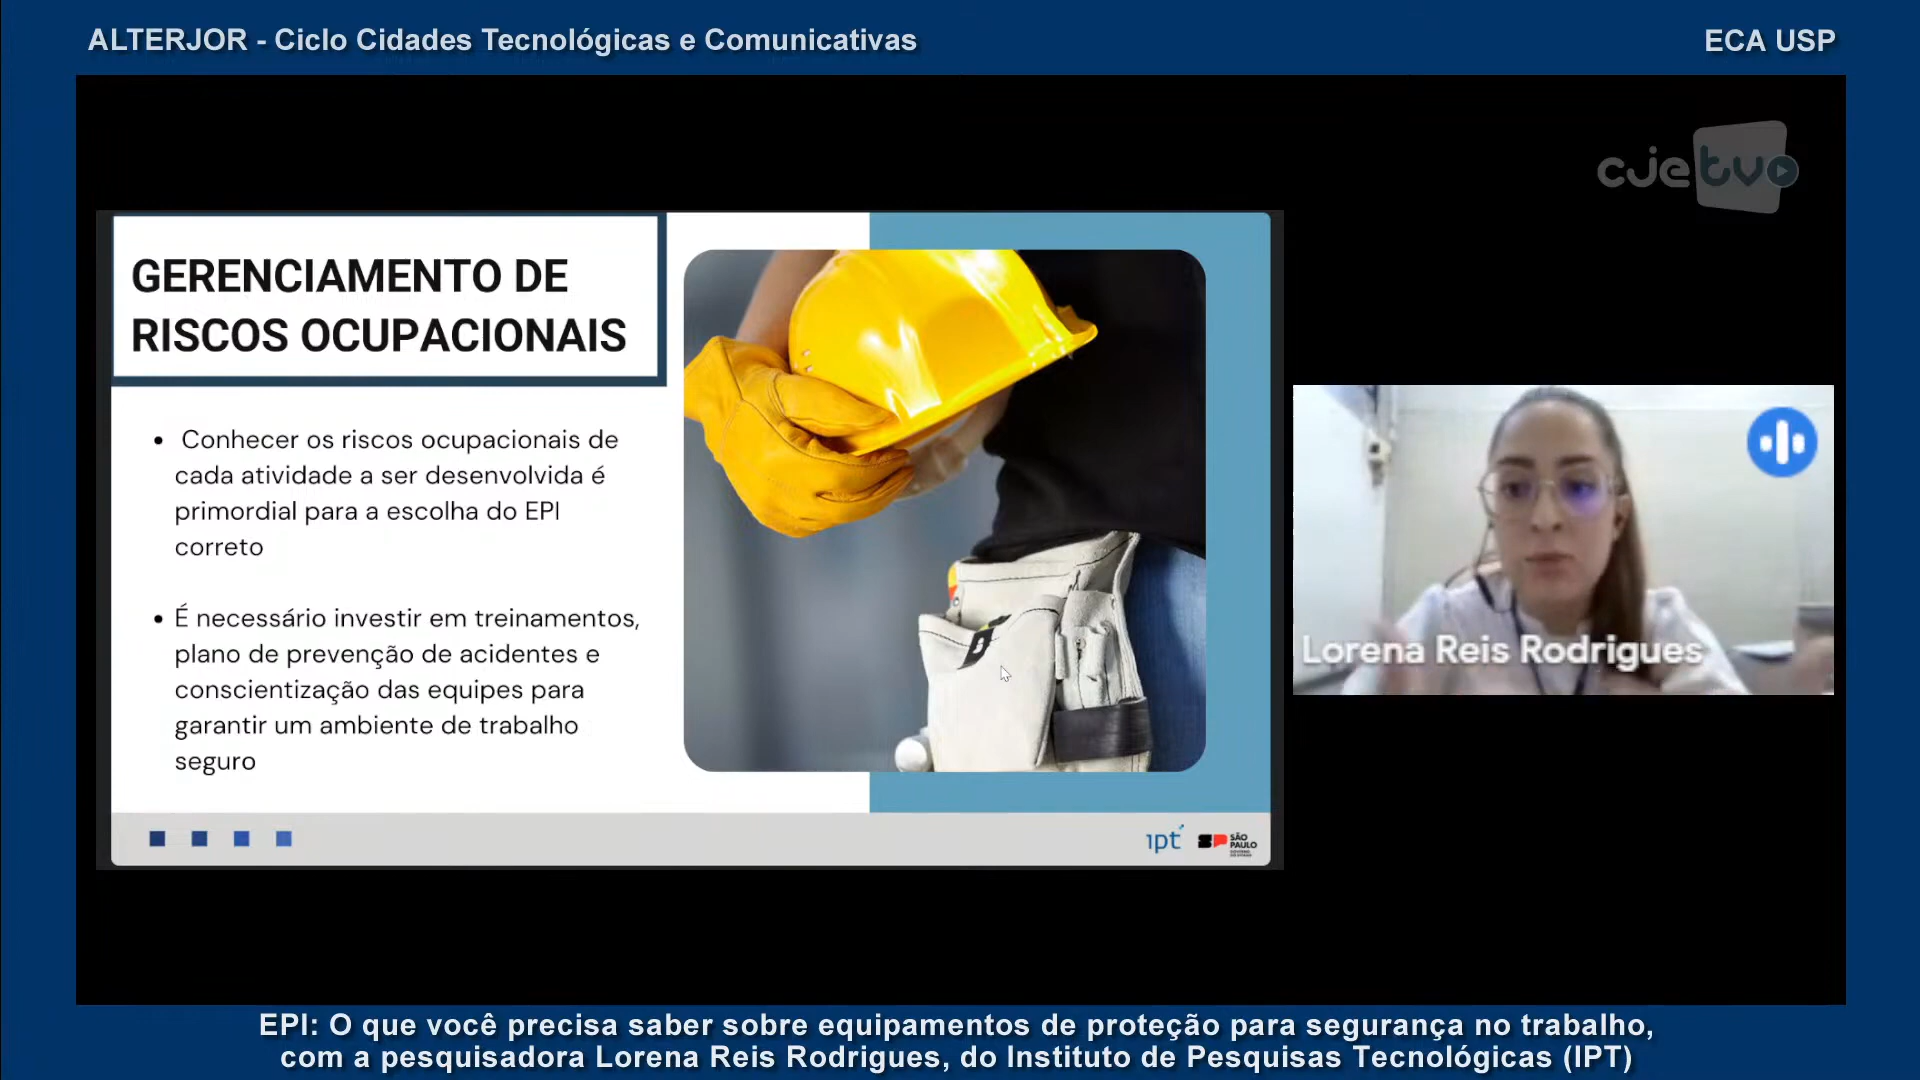 ALTERJOR - Ciclo Cidades Tecnológicas e Comunicativas
ECA USP
cje tv
GERENCIAMENTO DE
RISCOS OCUPACIONAIS
• Conhecer os riscos ocupacionais de
cada atividade a ser desenvolvida é
primordial para a escolha do EPI
correto
• É necessário investir em treinamentos,
plano de prevenção de acidentes e
conscientização das equipes para
garantir um ambiente de trabalho
seguro
ipt
SP
SÃO
PAULO
Lorena Reis Rodrigues
EPI: O que você precisa saber sobre equipamentos de proteção para segurança no trabalho,
com a pesquisadora Lorena Reis Rodrigues, do Instituto de Pesquisas Tecnológicas (IPT)